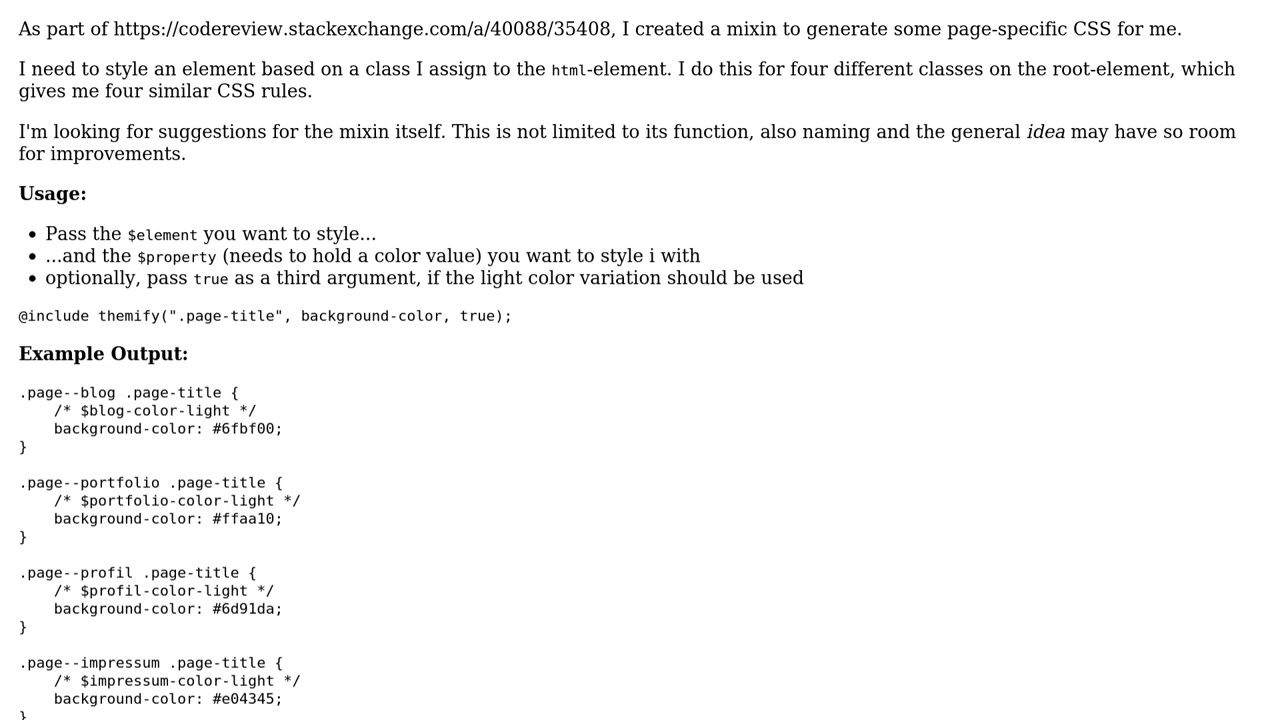 As part of https://codereview.stackexchange.com/a/40088/35408, I created a mixin to generate some page-specific CSS for me.
I need to style an element based on a class I assign to the html-element. I do this for four different classes on the root-element, which
gives me four similar CSS rules.
I'm looking for suggestions for the mixin itself. This is not limited to its function, also naming and the general idea may have so room
for improvements.
Usage:
• Pass the $element you want to style...
• ...and the $property (needs to hold a color value) you want to style i with
• optionally, pass true as a third argument, if the light color variation should be used
@include themify(".page-title", background-color, true);
Example Output:
.page--blog .page-title {
    /* $blog-color-light */
    background-color: #6fbf00;
}
.page--portfolio .page-title {
    /* $portfolio-color-light */
    background-color: #ffaa10;
}
.page--profil .page-title {
    /* $profil-color-light */
    background-color: #6d91da;
}
.page--impressum .page-title {
    /* $impressum-color-light */
    background-color: #e04345;
}